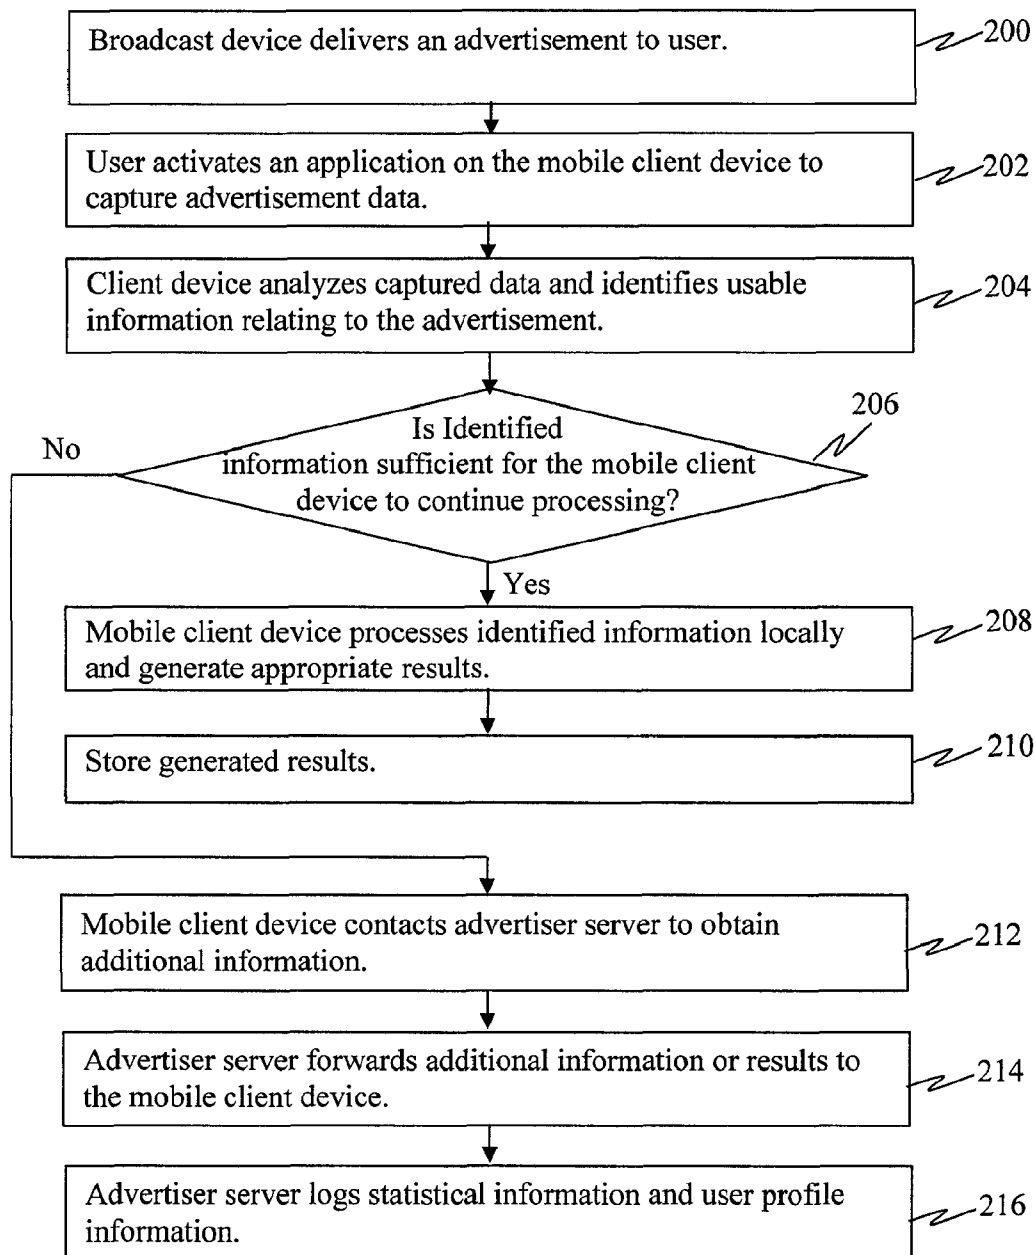 Broadcast device delivers an advertisement to user.
200
User activates an application on the mobile client device to
capture advertisement data.
202
Client device analyzes captured data and identifies usable
information relating to the advertisement.
204
206
No
Is Identified
information sufficient for the mobile client
device to continue processing?
Yes
Mobile client device processes identified information locally
and generate appropriate results.
208
Store generated results.
210
Mobile client device contacts advertiser server to obtain
additional information.
212
Advertiser server forwards additional information or results to
the mobile client device.
214
Advertiser server logs statistical information and user profile
information.
216